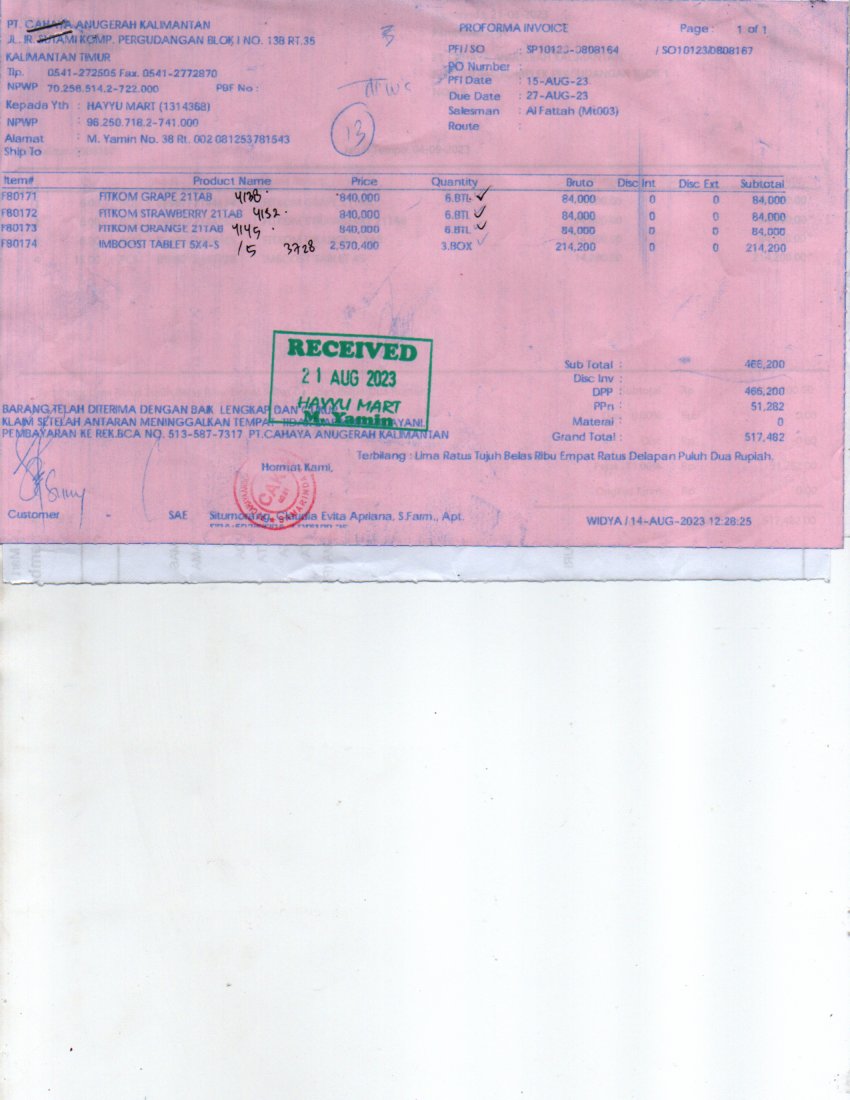 PT. CAHAYA ANUGERAH KALIMANTAN
JL. IR. SUTAMI KOMP. PERGUDANGAN BLOK I NO. 13B RT.35
KALIMANTAN TIMUR
Tlp. 0541-272505 Fax. 0541-2772870
NPWP 70.258.514.2-722.000 PBF No :
Kepada Yth : HAYYU MART (1314368)
NPWP : 96.250.718.2-741.000
Alamat : M. Yamin No. 38 Rt. 002 081253781543
Ship To
3
13
PROFORMA INVOICE Page : 1 of 1
PFI / SO : SP10123-0808164 / SO10123/0808167
PO Number :
PFI Date : 15-AUG-23
Due Date : 27-AUG-23
Salesman : Al Fattah (Mt003)
Route :
Item# Product Name Price Quantity Bruto Disc Int Disc Ext Subtotal
F80171 FITKOM GRAPE 21TAB 4138 840,000 6.BTL ✓ 84,000 0 0 84,000
F80172 FITKOM STRAWBERRY 21TAB 4152 840,000 6.BTL ✓ 84,000 0 0 84,000
F80173 FITKOM ORANGE 21TAB 4145 840,000 6.BTL ✓ 84,000 0 0 84,000
F80174 IMBOOST TABLET 5X4-S /5 3728 2,570,400 3.BOX ✓ 214,200 0 0 214,200
RECEIVED
21 AUG 2023
HAYYU MART
M. Yamin
Sub Total : 466,200
Disc Inv :
DPP : 466,200
PPn : 51,282
Materai : 0
Grand Total : 517,482
BARANG TELAH DITERIMA DENGAN BAIK LENGKAP DAN
KLAIM SETELAH ANTARAN MENINGGALKAN TEMPAT
PEMBAYARAN KE REK.BCA NO. 513-587-7317 PT.CAHAYA ANUGERAH KALIMANTAN
Terbilang : Lima Ratus Tujuh Belas Ribu Empat Ratus Delapan Puluh Dua Rupiah.
Hormat Kami,
CAK
SAMARINDA
Customer SAE Situmorang, Claudia Evita Apriana, S.Farm., Apt.
WIDYA / 14-AUG-2023 12:28:25